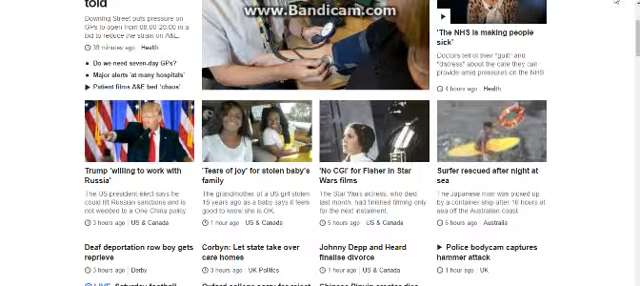 told
Downing Street puts pressure on
GPs to open from 08:00-20:00 in a
bid to reduce the strain on A&E.
39 minutes ago Health
Do we need seven-day GPs?
Major alerts 'at many hospitals'
Patient films A&E bed 'chaos'
www.Bandicam.com
'The NHS is making people
sick'
Doctors tell of their "guilt" and
"distress" about the care they can
provide amid pressures on the NHS
4 hours ago Health
Trump 'willing to work with
Russia'
The US president-elect says he
could lift Russian sanctions and is
not wedded to a One China policy.
3 hours ago US & Canada
'Tears of joy' for stolen baby's
family
The grandmother of a US girl stolen
15 years ago as a baby says it feels
good to know she is OK.
1 hour ago US & Canada
'No CGI' for Fisher in Star
Wars films
The Star Wars actress, who died
last month, had finished filming only
for the next instalment.
5 hours ago US & Canada
Surfer rescued after night at
sea
The Japanese man was picked up
by a container ship after 16 hours at
sea off the Australian coast.
5 hours ago Australia
Deaf deportation row boy gets
reprieve
3 hours ago Derby
Corbyn: Let state take over
care homes
3 hours ago UK Politics
Johnny Depp and Heard
finalise divorce
1 hour ago US & Canada
Police bodycam captures
hammer attack
hours ago UK
LIVE Saturday football